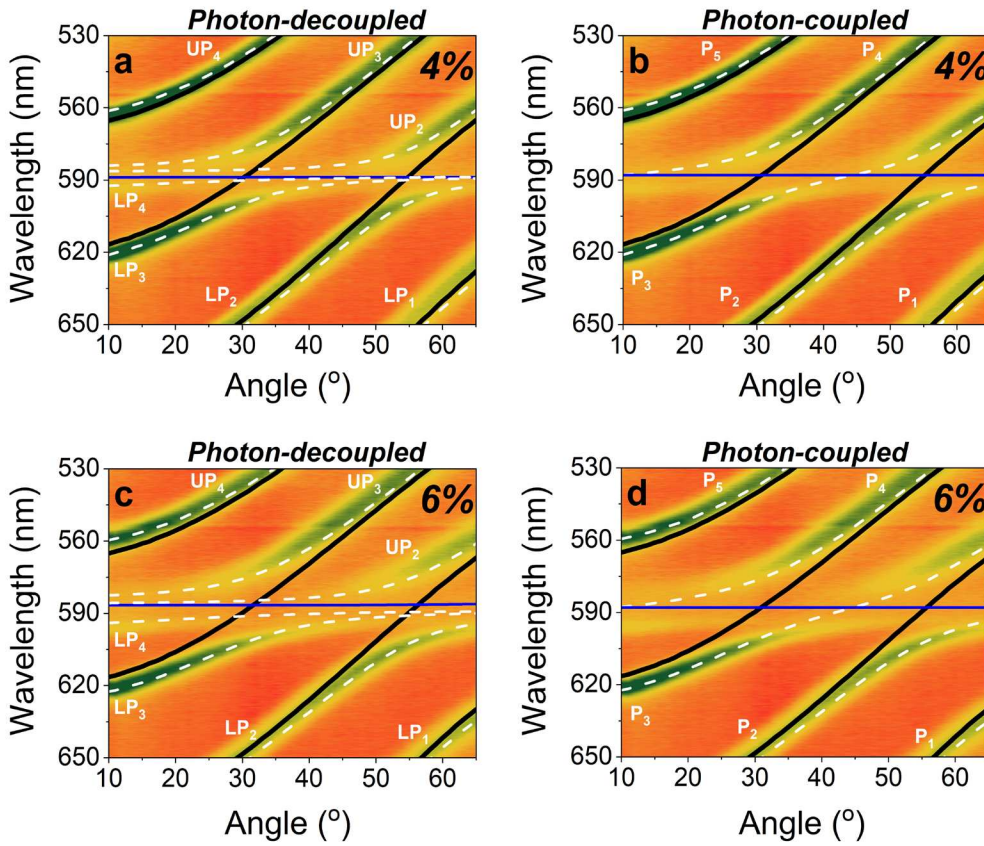 Photon-decoupled
Photon-coupled
a
4%
UP4
UP3
UP2
LP4
LP3
LP2
LP1
530
560
590
620
650
Wavelength (nm)
10 20 30 40 50 60
Angle (o)
b
4%
P5
P4
P3
P2
P1
530
560
590
620
650
Wavelength (nm)
10 20 30 40 50 60
Angle (o)
Photon-decoupled
Photon-coupled
c
6%
UP4
UP3
UP2
LP4
LP3
LP2
LP1
530
560
590
620
650
Wavelength (nm)
10 20 30 40 50 60
Angle (o)
d
6%
P5
P4
P3
P2
P1
530
560
590
620
650
Wavelength (nm)
10 20 30 40 50 60
Angle (o)